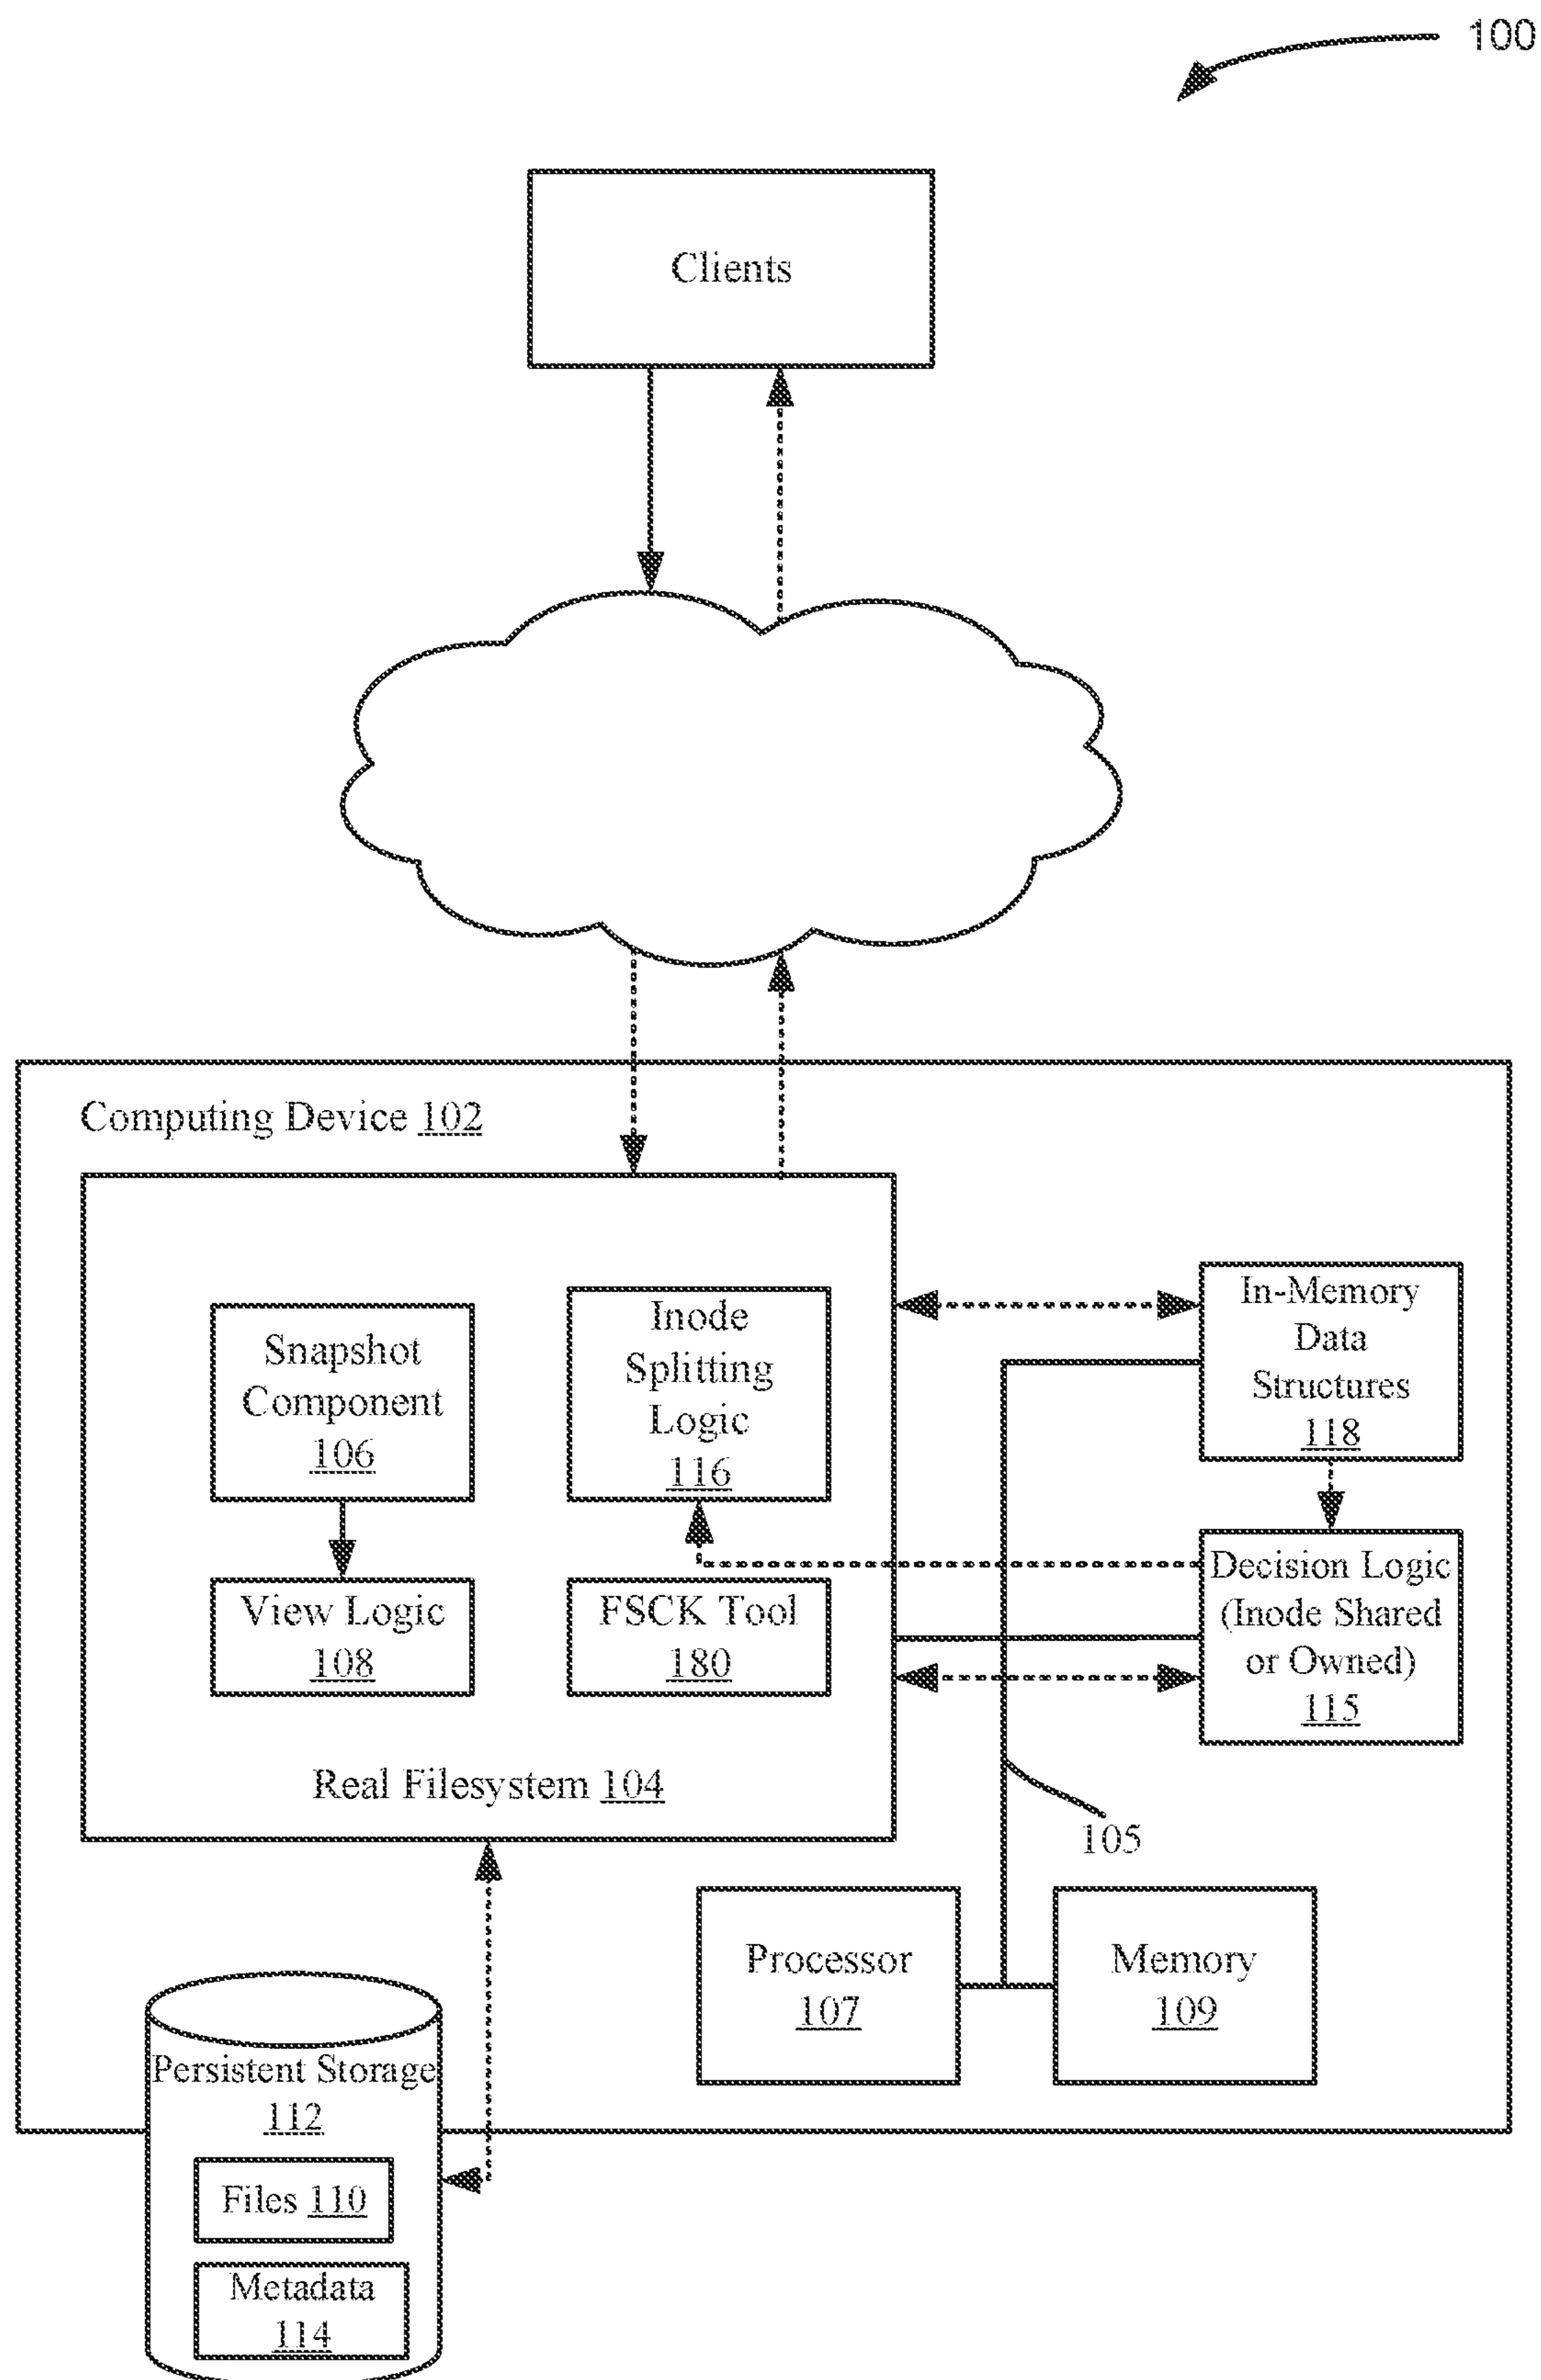 100
Clients
Computing Device 102
Snapshot
Component
106
Inode
Splitting
Logic
116
In-Memory
Data
Structures
118
View Logic
108
FSCK Tool
180
Decision Logic
(Inode Shared
or Owned)
115
Real Filesystem 104
105
Processor
107
Memory
109
Persistent Storage
112
Files 110
Metadata
114